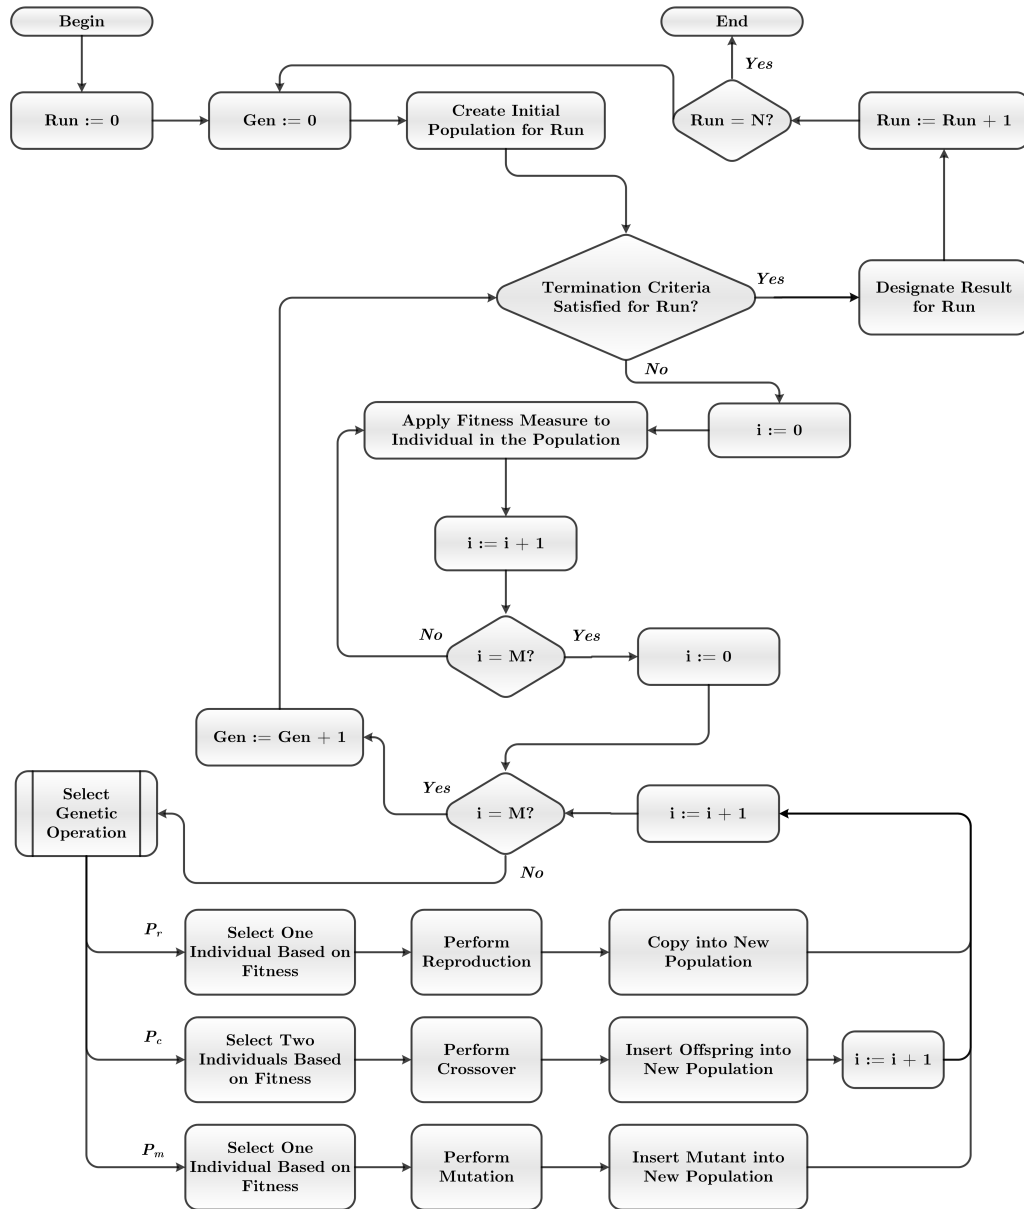 Begin
End
Yes
Run := 0
Gen := 0
Create Initial
Population for Run
Run = N?
Run := Run + 1
Termination Criteria
Satisfied for Run?
Yes
Designate Result
for Run
No
Apply Fitness Measure to
Individual in the Population
i := 0
i := i + 1
No
i = M?
Yes
i := 0
Gen := Gen + 1
Select
Genetic
Operation
Yes
i = M?
i := i + 1
No
P_r
Select One
Individual Based on
Fitness
Perform
Reproduction
Copy into New
Population
P_c
Select Two
Individuals Based
on Fitness
Perform
Crossover
Insert Offspring into
New Population
i := i + 1
P_m
Select One
Individual Based on
Fitness
Perform
Mutation
Insert Mutant into
New Population